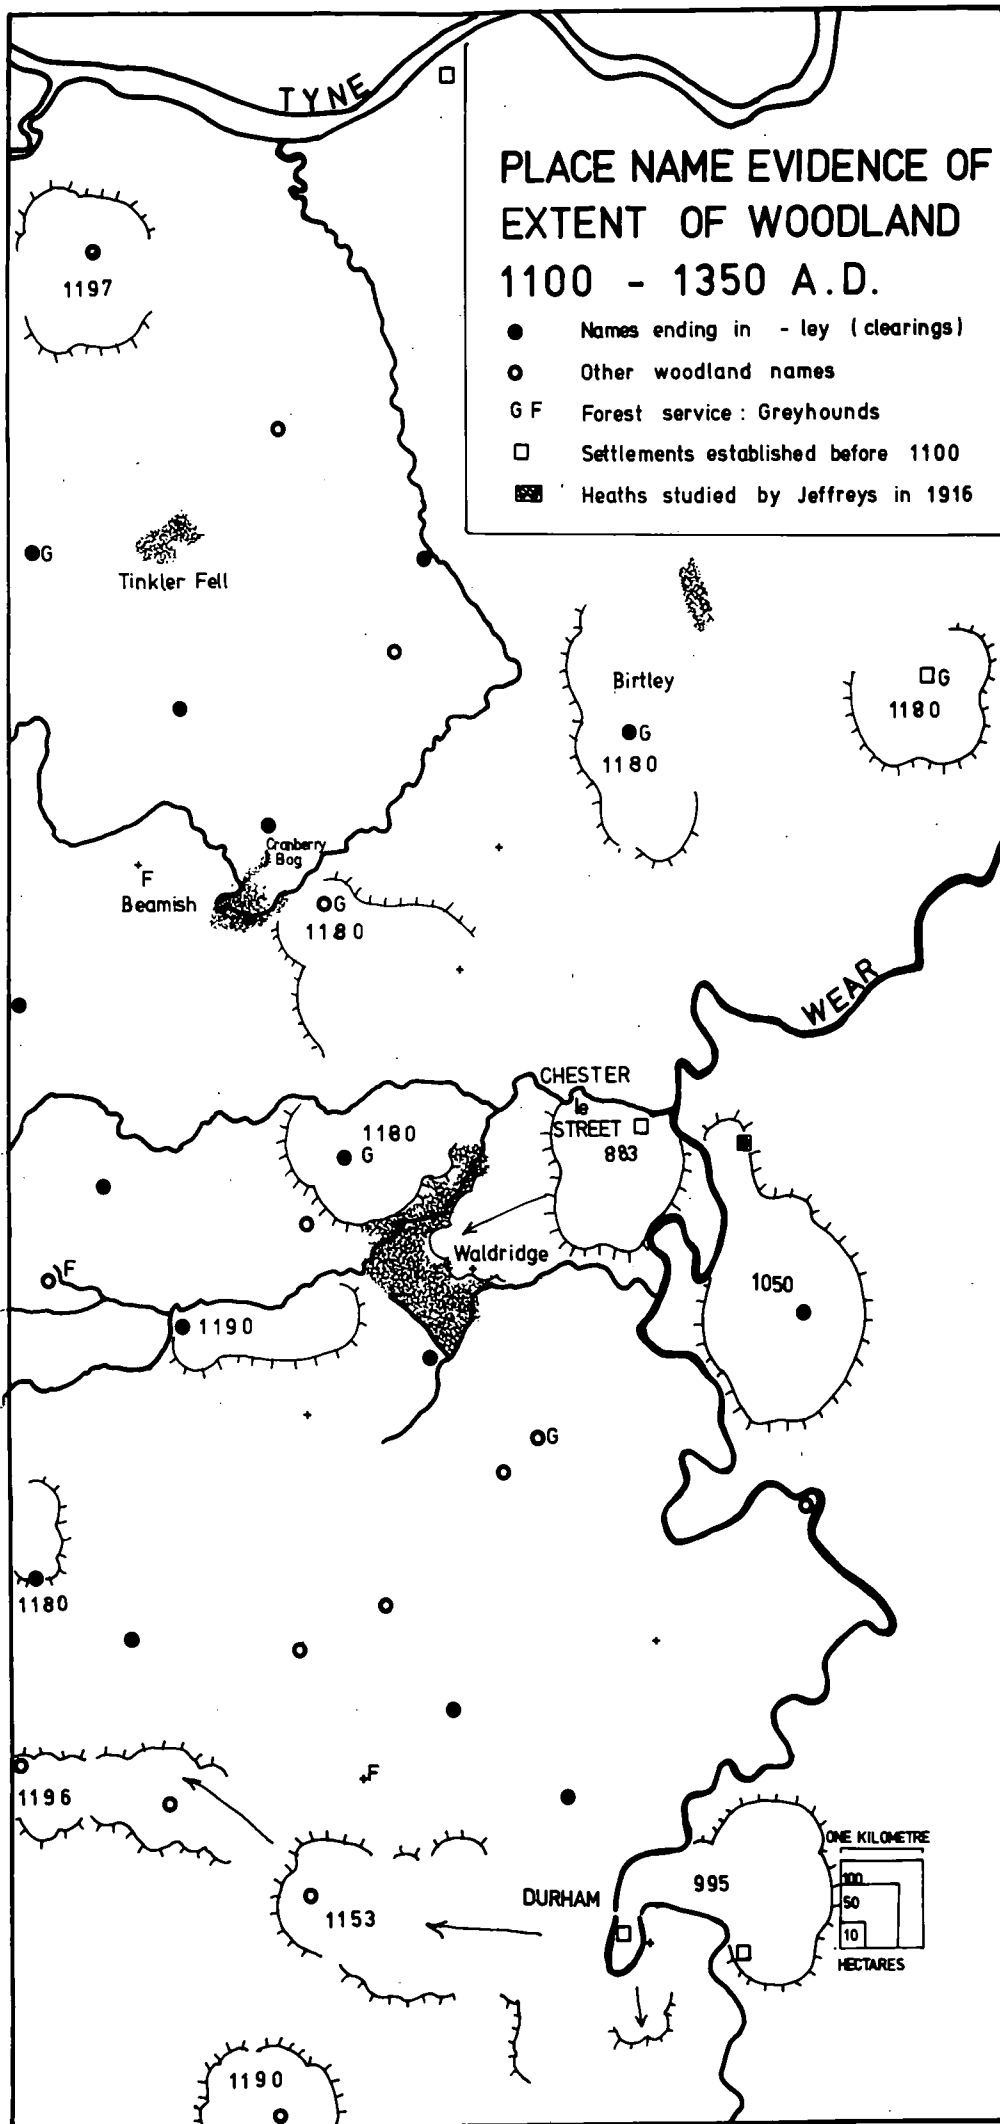 TYNE
PLACE NAME EVIDENCE OF
EXTENT OF WOODLAND
1100 - 1350 A.D.
Names ending in - ley (clearings)
Other woodland names
G F Forest service : Greyhounds
Settlements established before 1100
Heaths studied by Jeffreys in 1916
1197
G
Tinkler Fell
Birtley
G
1180
G
1180
Cranberry
Bog
F
Beamish
G
1180
WEAR
CHESTER
le
STREET
883
1180
G
Waldridge
F
1050
1190
G
1180
1196
F
ONE KILOMETRE
100
50
10
HECTARES
995
DURHAM
1153
1190